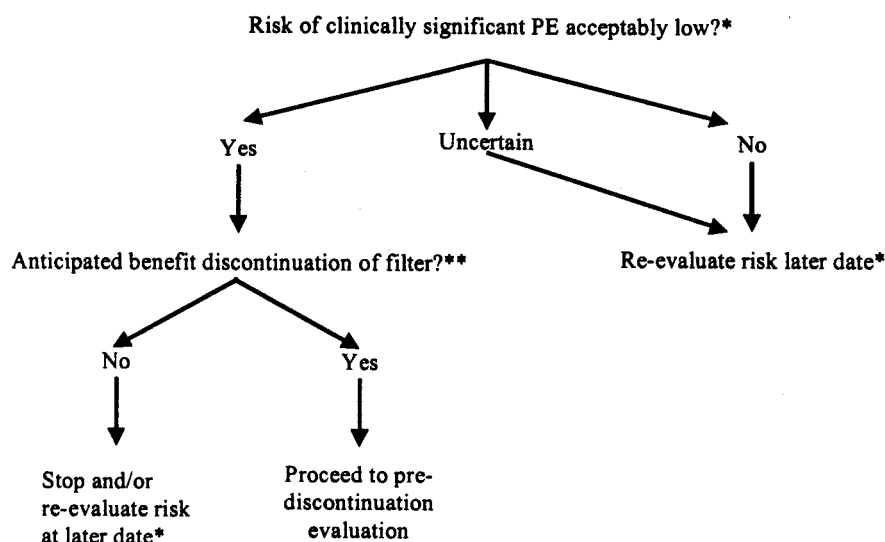 Risk of clinically significant PE acceptably low?*
Yes
Uncertain
No
Anticipated benefit discontinuation of filter?**
Re-evaluate risk later date*
No
Yes
Stop and/or
re-evaluate risk
at later date*
Proceed to pre-
discontinuation
evaluation